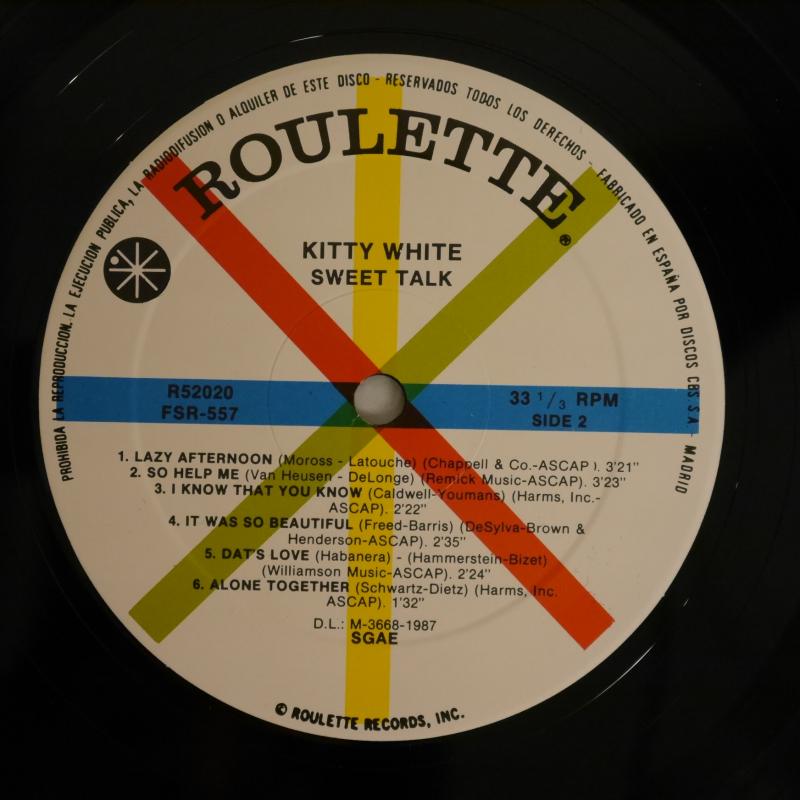 PROHIBIDA LA REPRODUCCION. LA EJECUCION PUBLICA, LA RADIODIFUSION O ALQUILER DE ESTE DISCO - RESERVADOS TODOS LOS DERECHOS - FABRICADO EN ESPAÑA POR DISCOS CBS S.A - MADRID
ROULETTE®
KITTY WHITE
SWEET TALK
R52020
FSR-557
33 1/3 RPM
SIDE 2
1. LAZY AFTERNOON (Moross - Latouche) (Chappell & Co.-ASCAP ). 3'21"
2. SO HELP ME (Van Heusen - DeLonge) (Remick Music-ASCAP). 3'23"
3. I KNOW THAT YOU KNOW (Caldwell-Youmans) (Harms, Inc.-
ASCAP). 2'22"
4. IT WAS SO BEAUTIFUL (Freed-Barris) (DeSylva-Brown &
Henderson-ASCAP). 2'35"
5. DAT'S LOVE (Habanera) - (Hammerstein-Bizet)
(Williamson Music-ASCAP). 2'24"
6. ALONE TOGETHER (Schwartz-Dietz) (Harms, Inc.
ASCAP). 1'32"
D.L.: M-3668-1987
SGAE
© ROULETTE RECORDS, INC.